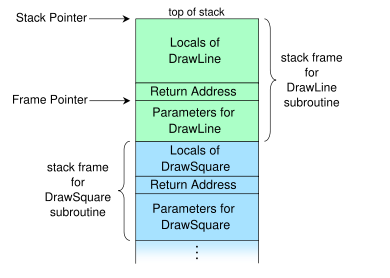 top of stack
Stack Pointer
Locals of
DrawLine
stack frame
for
DrawLine
subroutine
Return Address
Frame Pointer
Parameters for
DrawLine
Locals of
DrawSquare
stack frame
for
DrawSquare
subroutine
Return Address
Parameters for
DrawSquare